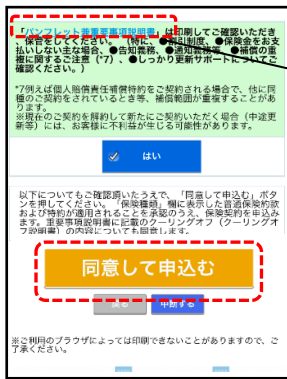 「パンフレット兼重要事項説明書」は印刷してご確認いただき
、保管をしてください。（特に、●割引制度、●保険金をお支
払いしない主な場合、●告知義務、●通知義務等、●補償の重
複に関するご注意（*7）、●しっかり更新サポートについてご
確認ください。）
*7例えば個人賠償責任補償特約をご契約される場合で、他に同
種のご契約をされているとき等、補償範囲が重複することがあ
ります。
※現在のご契約を解約して新たにご契約いただく場合（中途更
新等）には、お客様に不利益が生じる可能性があります。
はい
以下についてもご確認頂いたうえで、「同意して申込む」ボタ
ンを押してください。「保険種類」欄に表示した普通保険約款
および特約が適用されることを承認のうえ、保険契約を申込み
ます。重要事項説明書に記載のクーリングオフ（クーリングオ
フ説明書）の内容についても同意します。
同意して申込む
戻る
中断する
※ご利用のブラウザによっては印刷できないことがありますので、ご
了承ください。